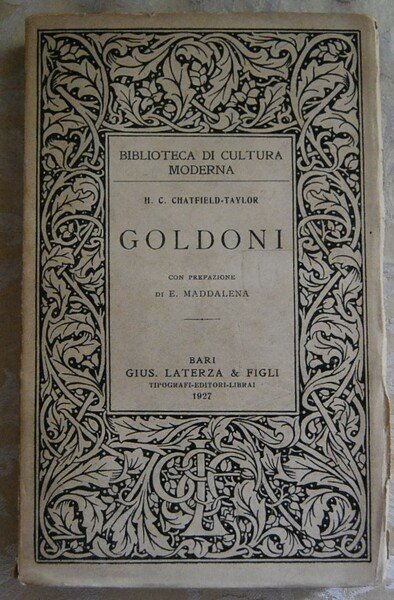 BIBLIOTECA DI CULTURA
MODERNA
H. C. CHATFIELD-TAYLOR
GOLDONI
CON PREFAZIONE
DI E. MADDALENA
BARI
GIUS. LATERZA & FIGLI
TIPOGRAFI-EDITORI-LIBRAI
1927